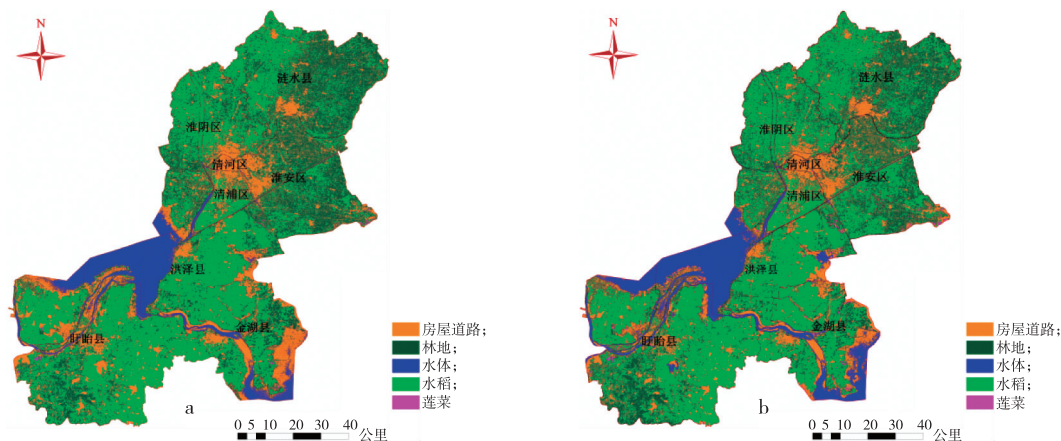 N
涟水县
淮阴区
清河区
淮安区
清浦区
洪泽县
金湖县
盱眙县
房屋道路；
林地；
水体；
水稻；
莲菜
a
0 5 10 20 30 40
公里
N
涟水县
淮阴区
清河区
淮安区
清浦区
洪泽县
金湖县
盱眙县
房屋道路；
林地；
水体；
水稻；
莲菜
b
0 5 10 20 30 40
公里